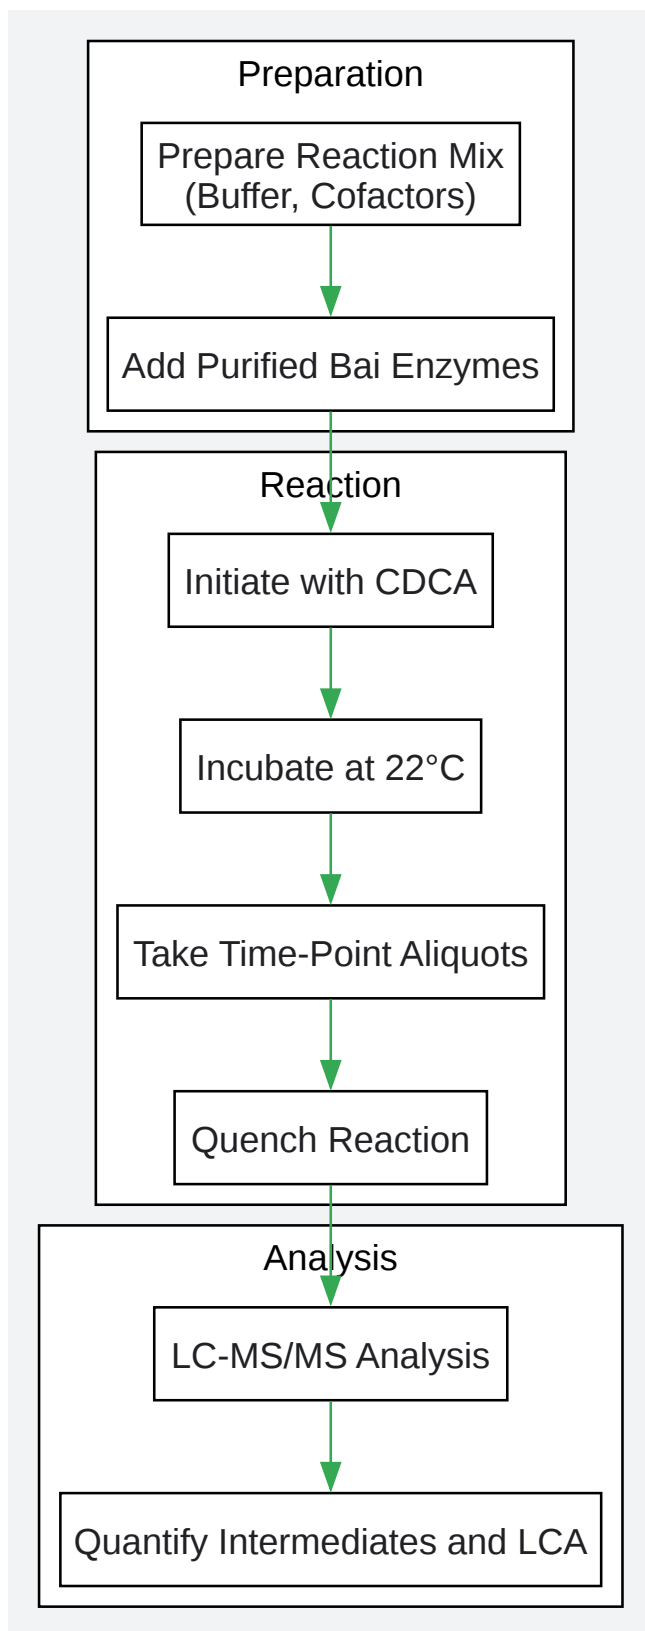 Preparation
Prepare Reaction Mix
(Buffer, Cofactors)
Add Purified Bai Enzymes
Reaction
Initiate with CDCA
Incubate at 22°C
Take Time-Point Aliquots
Quench Reaction
Analysis
LC-MS/MS Analysis
Quantify Intermediates and LCA